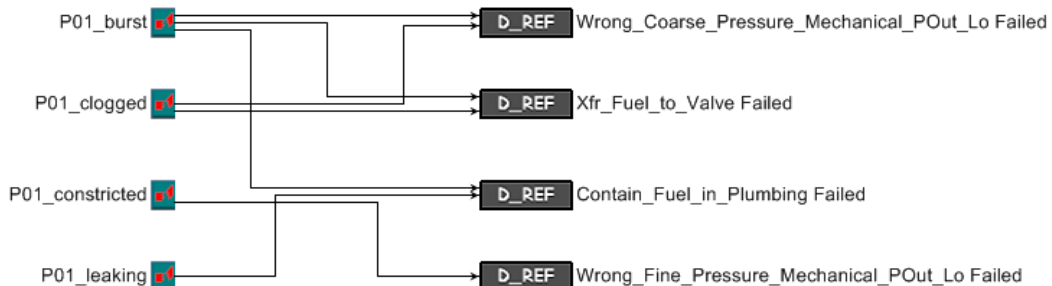 P01_burst D_REF Wrong_Coarse_Pressure_Mechanical_POut_Lo Failed
P01_clogged D_REF Xfr_Fuel_to_Valve Failed
P01_constricted D_REF Contain_Fuel_in_Plumbing Failed
P01_leaking D_REF Wrong_Fine_Pressure_Mechanical_POut_Lo Failed